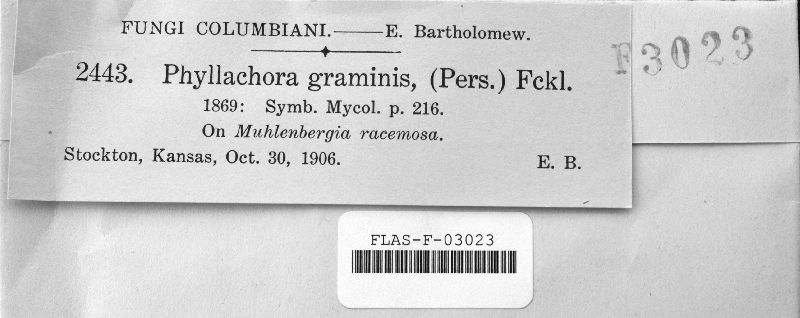 FUNGI COLUMBIANI.——E. Bartholomew.
F3023
2443. Phyllachora graminis, (Pers.) Fckl.
1869: Symb. Mycol. p. 216.
On Muhlenbergia racemosa.
Stockton, Kansas, Oct. 30, 1906. E. B.
FLAS-F-03023